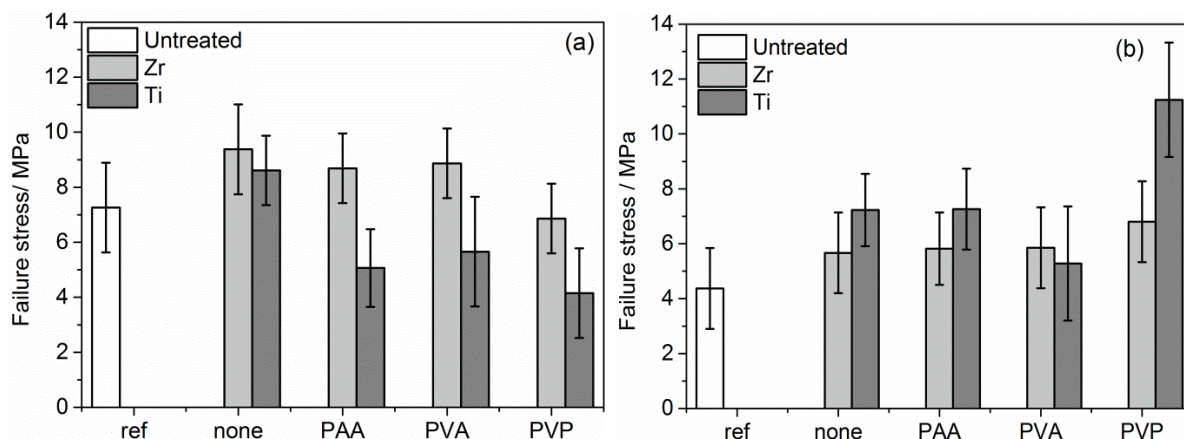 14
12
10
8
6
4
2
0
Failure stress/ MPa
Untreated
Zr
Ti
(a)
ref none PAA PVA PVP
14
12
10
8
6
4
2
0
Failure stress / MPa
Untreated
Zr
Ti
(b)
ref none PAA PVA PVP